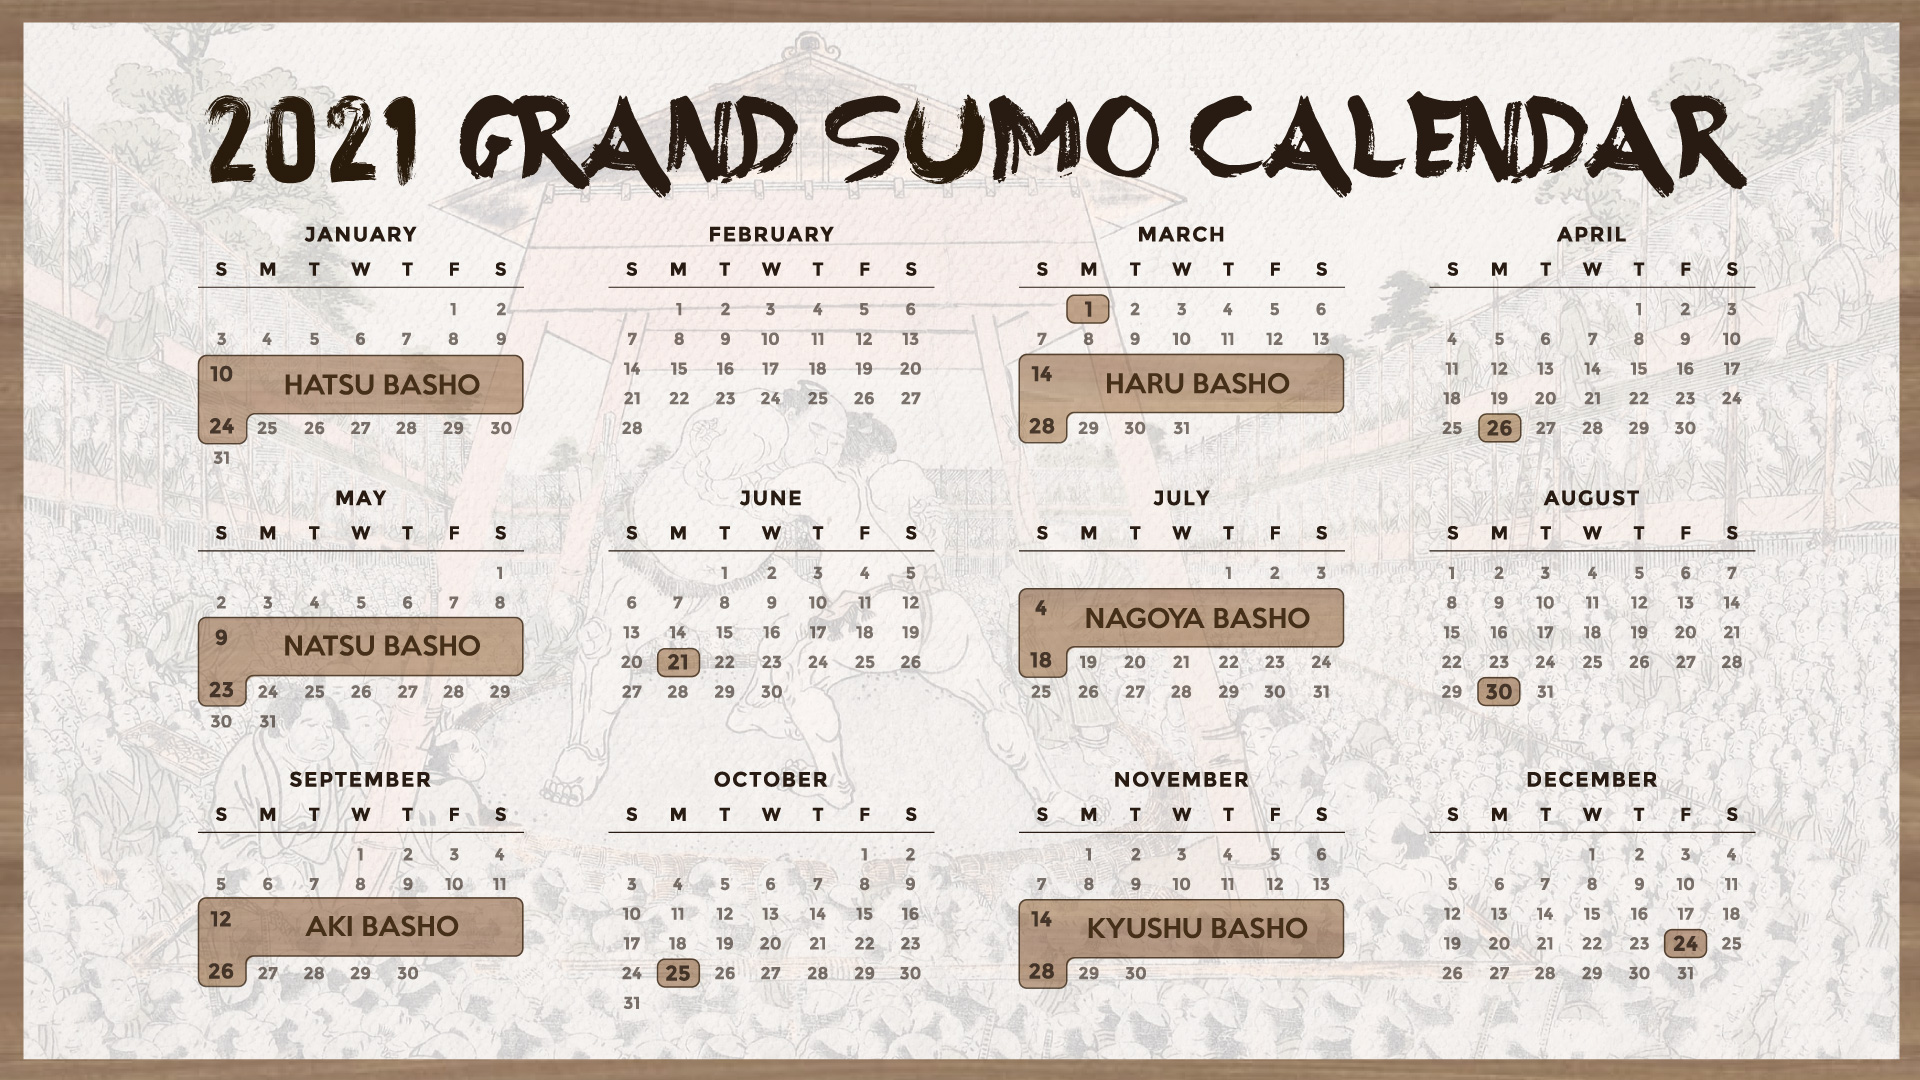 2021 GRAND SUMO CALENDAR
JANUARY
S M T W T F S
1 2
3 4 5 6 7 8 9
10 HATSU BASHO
24 25 26 27 28 29 30
31
FEBRUARY
S M T W T F S
1 2 3 4 5 6
7 8 9 10 11 12 13
14 15 16 17 18 19 20
21 22 23 24 25 26 27
28
MARCH
S M T W T F S
1 2 3 4 5 6
7 8 9 10 11 12 13
14 HARU BASHO
28 29 30 31
APRIL
S M T W T F S
1 2 3
4 5 6 7 8 9 10
11 12 13 14 15 16 17
18 19 20 21 22 23 24
25 26 27 28 29 30
MAY
S M T W T F S
1
2 3 4 5 6 7 8
9 NATSU BASHO
23 24 25 26 27 28 29
30 31
JUNE
S M T W T F S
1 2 3 4 5
6 7 8 9 10 11 12
13 14 15 16 17 18 19
20 21 22 23 24 25 26
27 28 29 30
JULY
S M T W T F S
1 2 3
4 NAGOYA BASHO
18 19 20 21 22 23 24
25 26 27 28 29 30 31
AUGUST
S M T W T F S
1 2 3 4 5 6 7
8 9 10 11 12 13 14
15 16 17 18 19 20 21
22 23 24 25 26 27 28
29 30 31
SEPTEMBER
S M T W T F S
1 2 3 4
5 6 7 8 9 10 11
12 AKI BASHO
26 27 28 29 30
OCTOBER
S M T W T F S
1 2
3 4 5 6 7 8 9
10 11 12 13 14 15 16
17 18 19 20 21 22 23
24 25 26 27 28 29 30
31
NOVEMBER
S M T W T F S
1 2 3 4 5 6
7 8 9 10 11 12 13
14 KYUSHU BASHO
28 29 30
DECEMBER
S M T W T F S
1 2 3 4
5 6 7 8 9 10 11
12 13 14 15 16 17 18
19 20 21 22 23 24 25
26 27 28 29 30 31